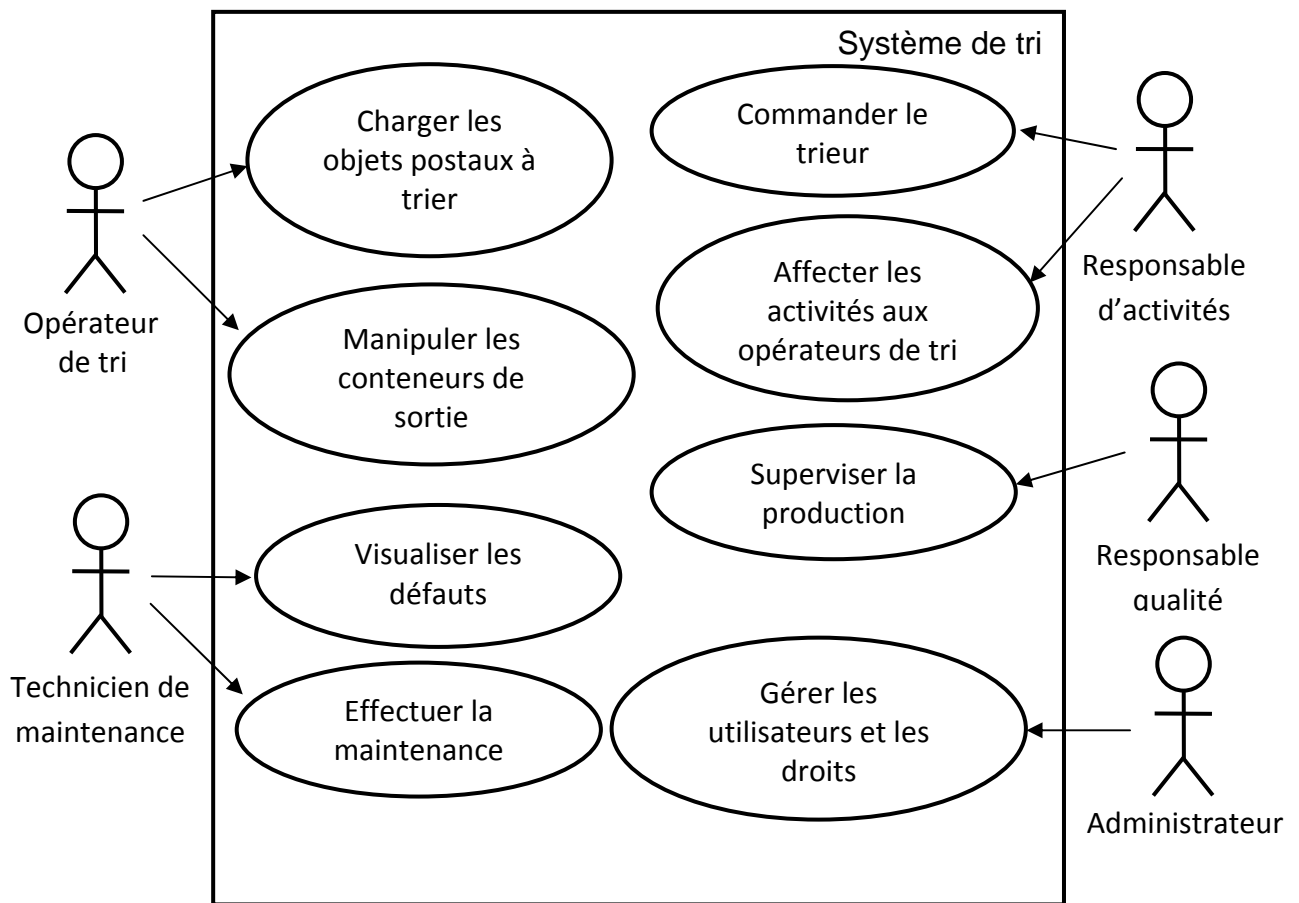 Système de tri
Charger les
objets postaux à
trier
Commander le
trieur
Opérateur
de tri
Manipuler les
conteneurs de
sortie
Affecter les
activités aux
opérateurs de tri
Responsable
d’activités
Superviser la
production
Responsable
qualité
Technicien de
maintenance
Visualiser les
défauts
Effectuer la
maintenance
Gérer les
utilisateurs et les
droits
Administrateur